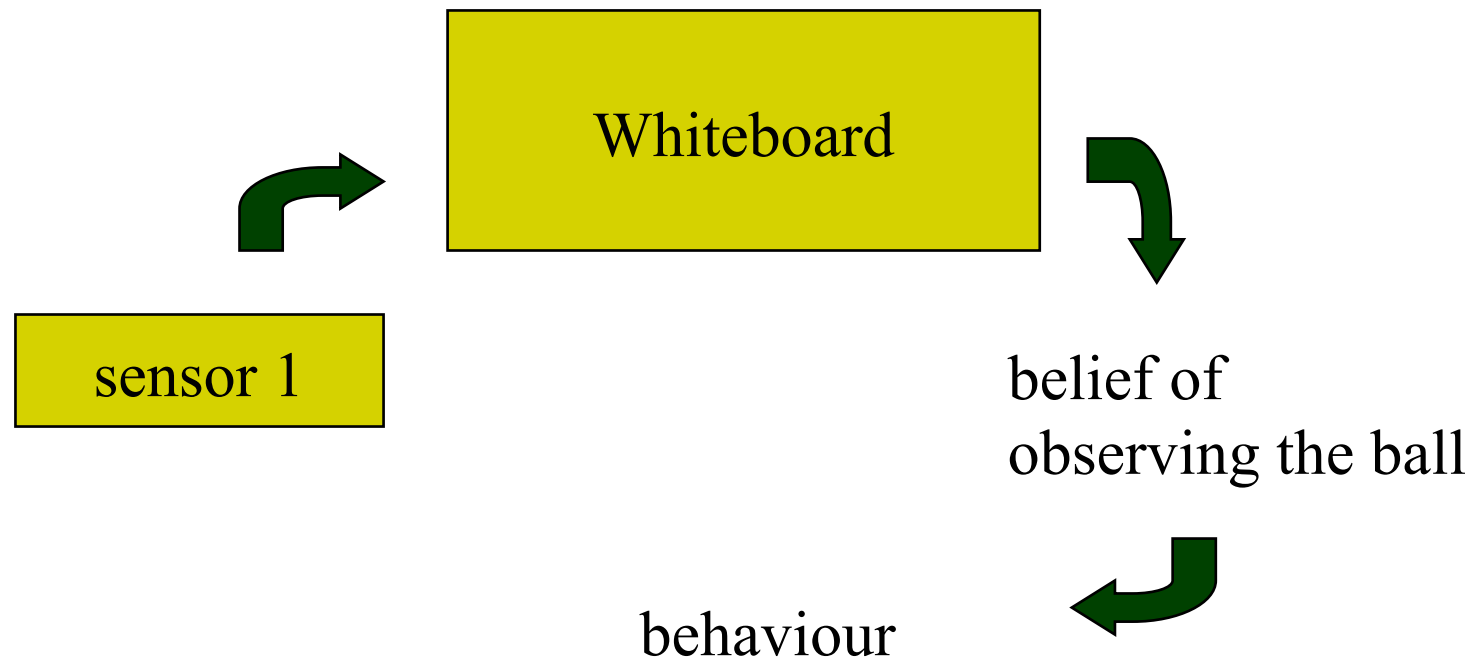 Whiteboard
sensor 1
belief of
observing the ball
behaviour